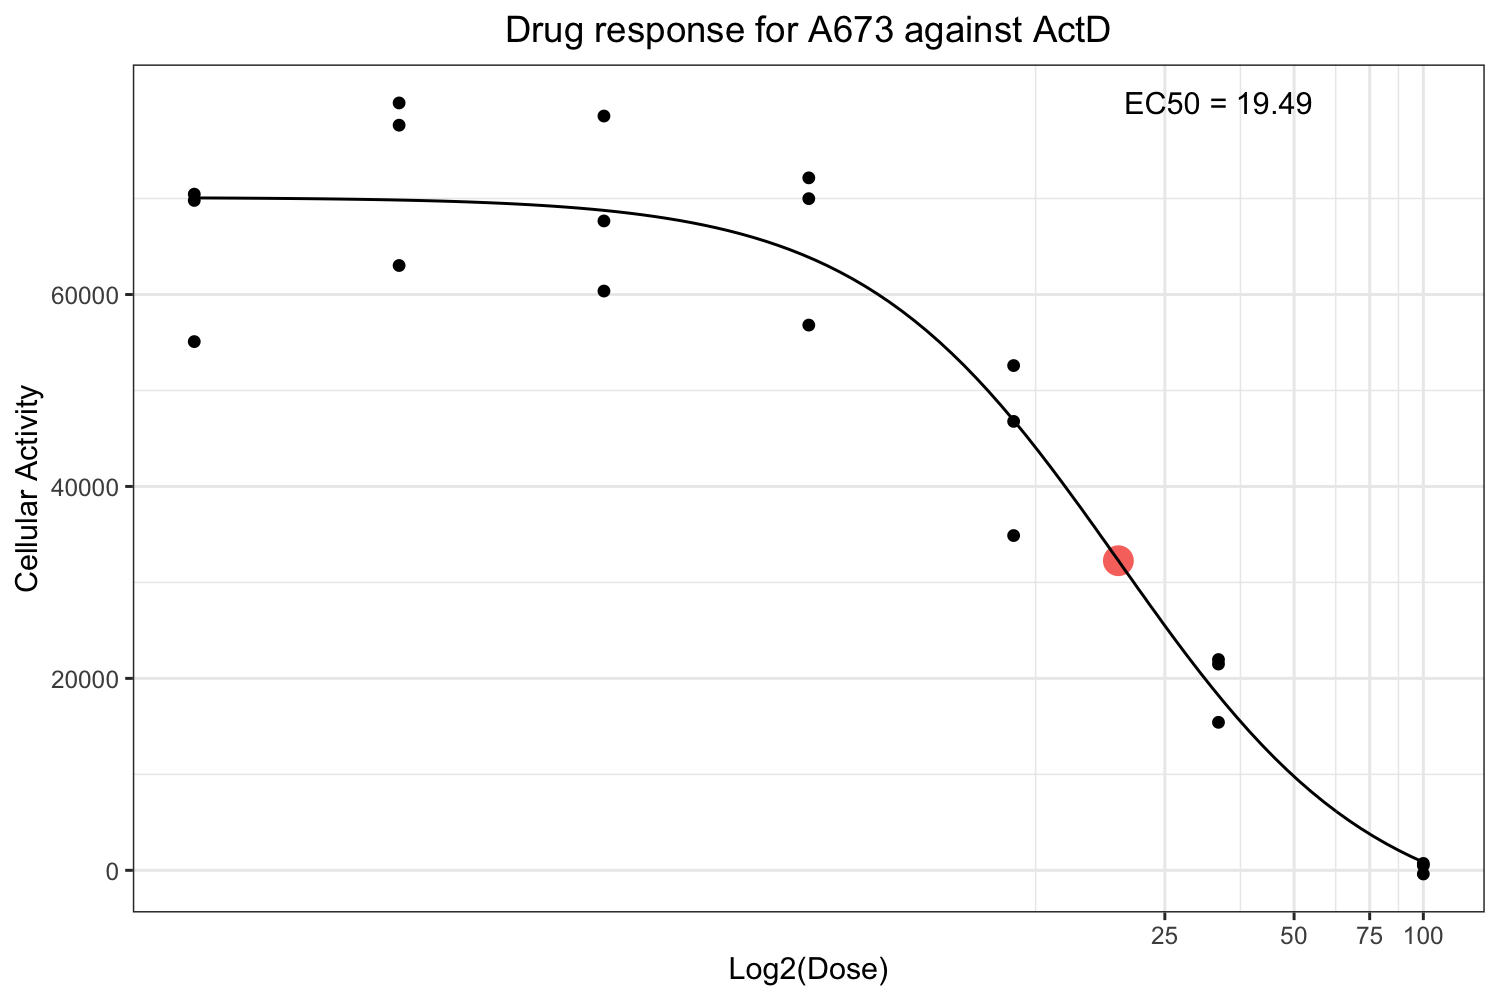 Drug response for A673 against ActD
EC50 = 19.49
60000
40000
20000
0
Cellular Activity
25 50 75 100
Log2(Dose)